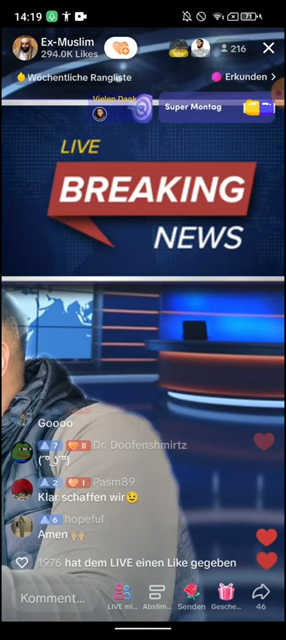 14:19
Ex-Muslim
294.0K Likes
216
Wöchentliche Rangliste
Erkunden >
Vielen Dank
Super Montag
LIVE
BREAKING
NEWS
Goooo
7 II Dr. Doofenshmirtz
( ͡° ͜ʖ ͡°)
2 I Pasm89
Klar schaffen wir😉
6 hopeful
Amen 🙌🏼
1976 hat dem LIVE einen Like gegeben
Komment...
LIVE mi...
Abstim...
Senden
Gesche...
46